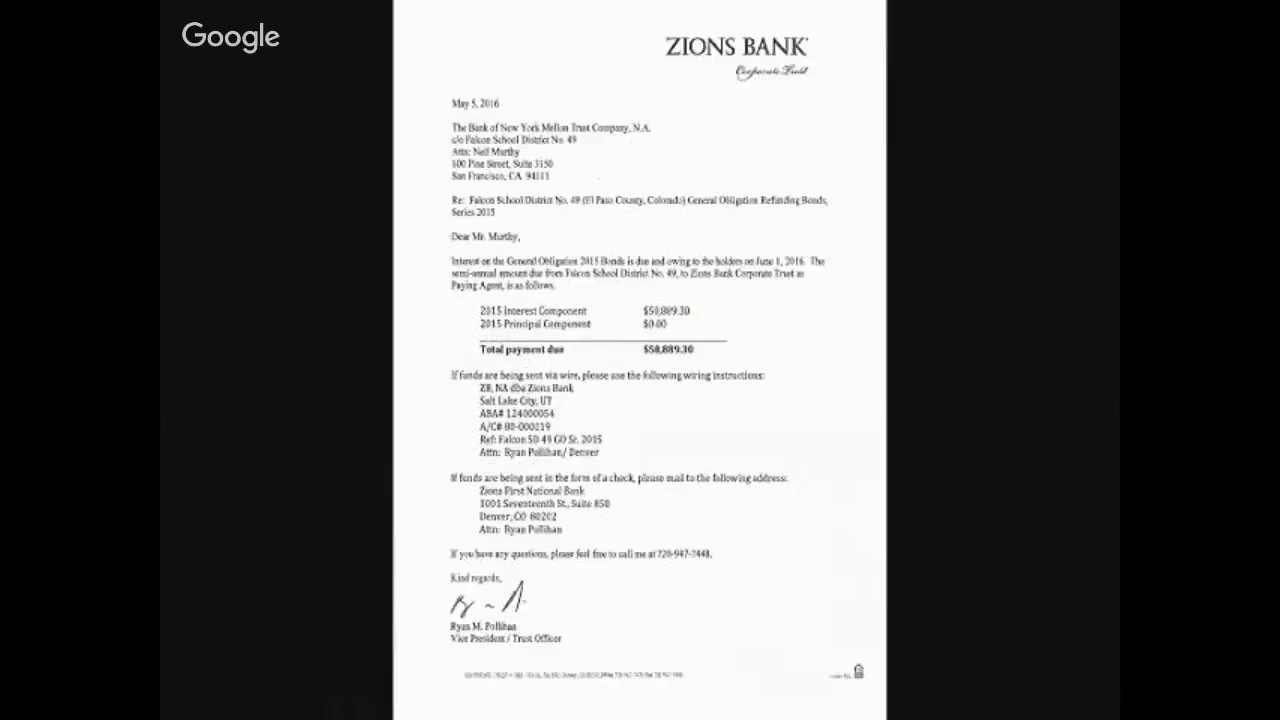 Google
ZIONS BANK
Corporate Trust
May 5, 2016
The Bank of New York Mellon Trust Company, N.A.
c/o Falcon School District No. 49
Attn: Neil Murthy
100 Pine Street, Suite 3150
San Francisco, CA 94111
Re: Falcon School District No. 49 (El Paso County, Colorado) General Obligation Refunding Bonds,
Series 2015
Dear Mr. Murthy,
Interest on the General Obligation 2015 Bonds is due and owing to the holders on June 1, 2016. The
semi-annual amount due from Falcon School District No. 49, to Zions Bank Corporate Trust as
Paying Agent, is as follows.
2015 Interest Component $50,889.30
2015 Principal Component $0.00
Total payment due $50,889.30
If funds are being sent via wire, please use the following wiring instructions:
ZB, NA dba Zions Bank
Salt Lake City, UT
ABA# 124000054
A/C# 80-000219
Ref: Falcon SD 49 GO Sr. 2015
Attn: Ryan Pollihan/ Denver
If funds are being sent in the form of a check, please mail to the following address:
Zions First National Bank
1001 Seventeenth St., Suite 850
Denver, CO 80202
Attn: Ryan Pollihan
If you have any questions, please feel free to call me at
Kind regards,
Ryan M. Pollihan
Vice President / Trust Officer